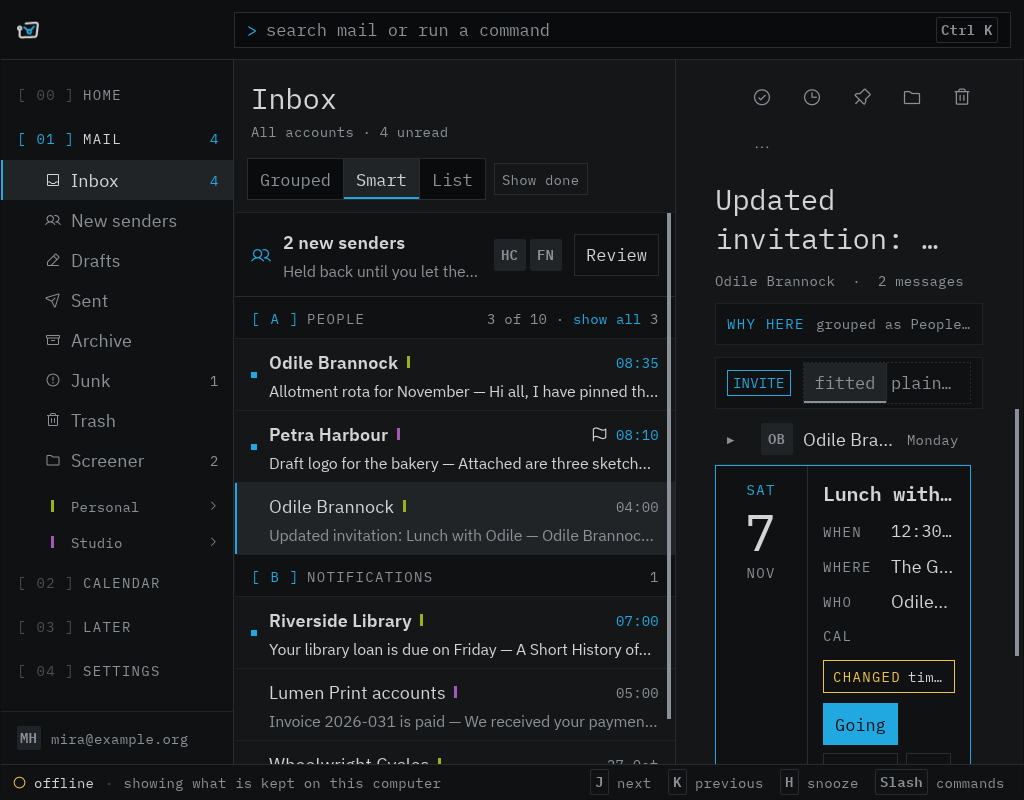 > search mail or run a command Ctrl K
[ 00 ] HOME
[ 01 ] MAIL 4
Inbox 4
New senders
Drafts
Sent
Archive
Junk 1
Trash
Screener 2
Personal
Studio
[ 02 ] CALENDAR
[ 03 ] LATER
[ 04 ] SETTINGS
MH mira@example.org
Inbox
All accounts · 4 unread
Grouped Smart List Show done
2 new senders
Held back until you let the…
HC FN Review
[ A ] PEOPLE 3 of 10 · show all 3
Odile Brannock 08:35
Allotment rota for November — Hi all, I have pinned th…
Petra Harbour 08:10
Draft logo for the bakery — Attached are three sketch…
Odile Brannock 04:00
Updated invitation: Lunch with Odile — Odile Brannoc…
[ B ] NOTIFICATIONS 1
Riverside Library 07:00
Your library loan is due on Friday — A Short History of…
Lumen Print accounts 05:00
Invoice 2026-031 is paid — We received your paymen…
Wheelwright Cycles 27 Oct
…
Updated
invitation: …
Odile Brannock · 2 messages
WHY HERE grouped as People…
INVITE fitted plain…
▸ OB Odile Bra… Monday
SAT
7
NOV
Lunch with…
WHEN 12:30…
WHERE The G…
WHO Odile…
CAL
CHANGED tim…
Going
offline · showing what is kept on this computer
J next K previous H snooze Slash commands